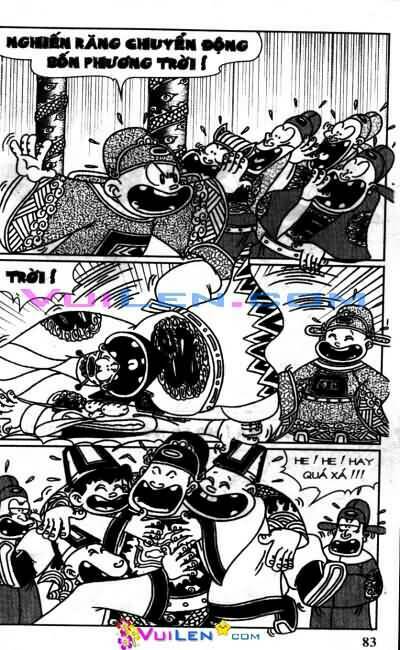 NGHIẾN RĂNG CHUYỂN ĐỘNG
BỐN PHƯƠNG TRỜI !
TRỜI !
VUILEN.COM
HE ! HE ! HAY
QUÁ XÁ !!!
83
VUILEN.COM